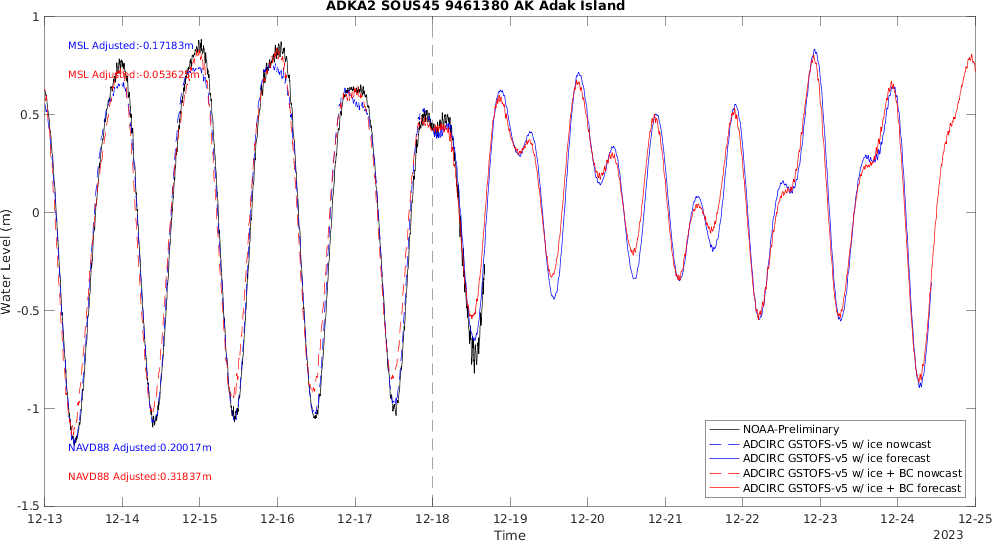 ADKA2 SOUS45 9461380 AK Adak Island
1
0.5
0
-0.5
-1
-1.5
Water Level (m)
MSL Adjusted:-0.17183m
MSL Adjusted:-0.05362
NAVD88 Adjusted:0.20017m
NAVD88 Adjusted:0.31837m
NOAA-Preliminary
ADCIRC GSTOFS-v5 w/ ice nowcast
ADCIRC GSTOFS-v5 w/ ice forecast
ADCIRC GSTOFS-v5 w/ ice + BC nowcast
ADCIRC GSTOFS-v5 w/ ice + BC forecast
12-13 12-14 12-15 12-16 12-17 12-18 12-19 12-20 12-21 12-22 12-23 12-24 12-25
Time
2023